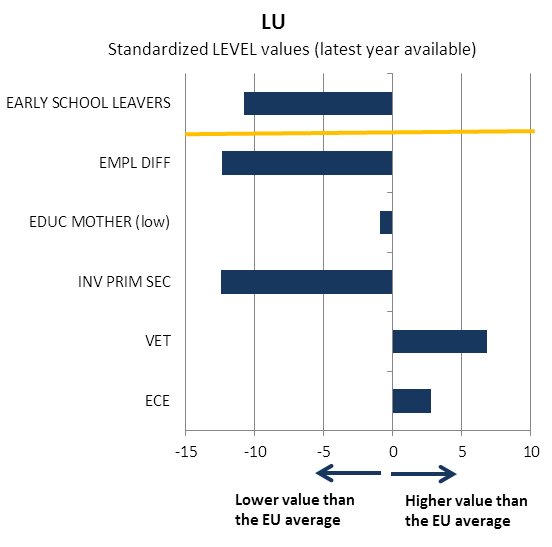 LU
Standardized LEVEL values (latest year available)
EARLY SCHOOL LEAVERS
EMPL DIFF
EDUC MOTHER (low)
INV PRIM SEC
VET
ECE
-15 -10 -5 0 5 10
Lower value than
the EU average
Higher value than
the EU average